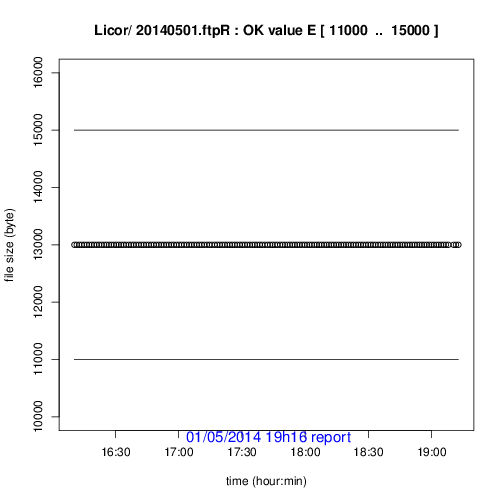 Licor/ 20140501.ftpR : OK value E [ 11000 .. 15000 ]
16000
15000
14000
13000
12000
11000
10000
file size (byte)
01/05/2014 19h16 report
16:30 17:00 17:30 18:00 18:30 19:00
time (hour:min)